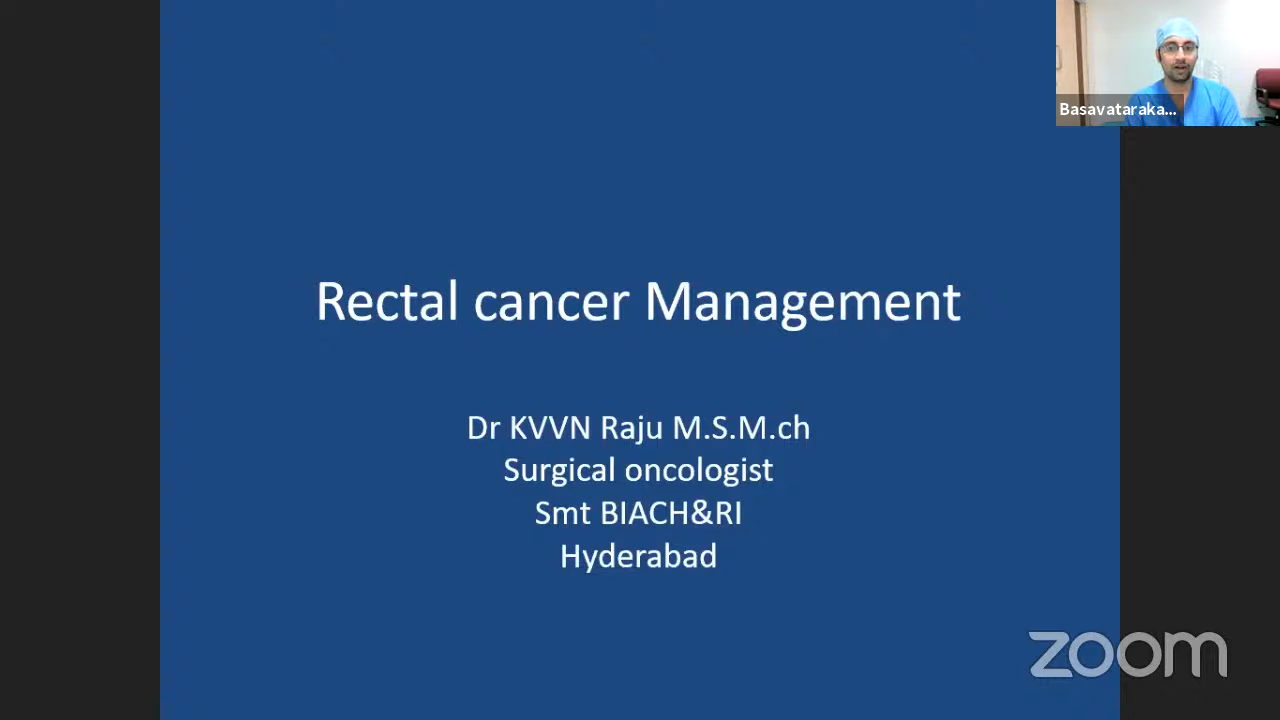 Basavataraka...
Rectal cancer Management
Dr KVVN Raju M.S.M.ch
Surgical oncologist
Smt BIACH&RI
Hyderabad
zoom